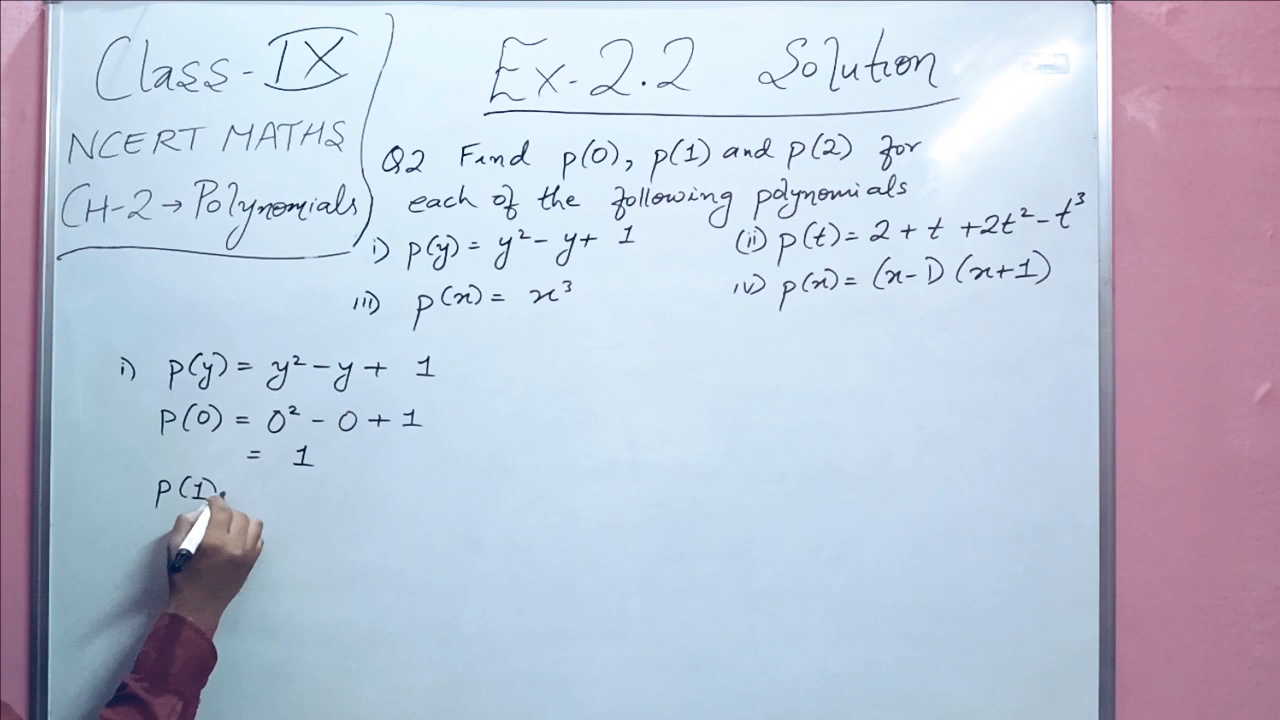 Class-IX
NCERT MATHS
CH-2→Polynomials
Ex-2.2 Solution
Q2 Find p(0), p(1) and p(2) for
each of the following polynomials
i) p(y) = y² - y + 1
(ii) p(t) = 2 + t + 2t² - t³
iii) p(x) = x³
iv) p(x) = (x-1) (x+1)
i) p(y) = y² - y + 1
P(0) = 0² - 0 + 1
= 1
P(1)